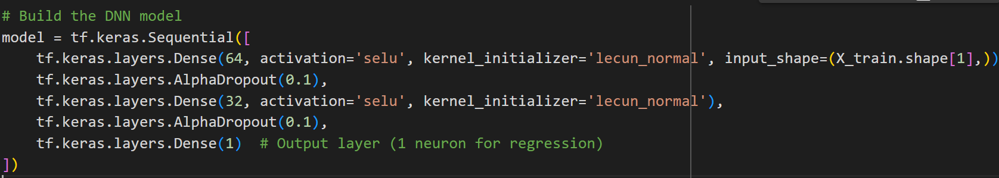 # Build the DNN model
model = tf.keras.Sequential([
    tf.keras.layers.Dense(64, activation='selu', kernel_initializer='lecun_normal', input_shape=(X_train.shape[1],))
    tf.keras.layers.AlphaDropout(0.1),
    tf.keras.layers.Dense(32, activation='selu', kernel_initializer='lecun_normal'),
    tf.keras.layers.AlphaDropout(0.1),
    tf.keras.layers.Dense(1)  # Output layer (1 neuron for regression)
])